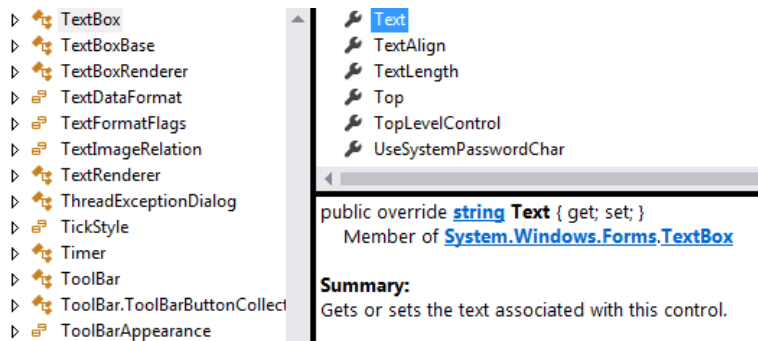 TextBox
TextBoxBase
TextBoxRenderer
TextDataFormat
TextFormatFlags
TextImageRelation
TextRenderer
ThreadExceptionDialog
TickStyle
Timer
ToolBar
ToolBar.ToolBarButtonCollect
ToolBarAppearance
Text
TextAlign
TextLength
Top
TopLevelControl
UseSystemPasswordChar
public override string Text { get; set; }
Member of System.Windows.Forms.TextBox
Summary:
Gets or sets the text associated with this control.